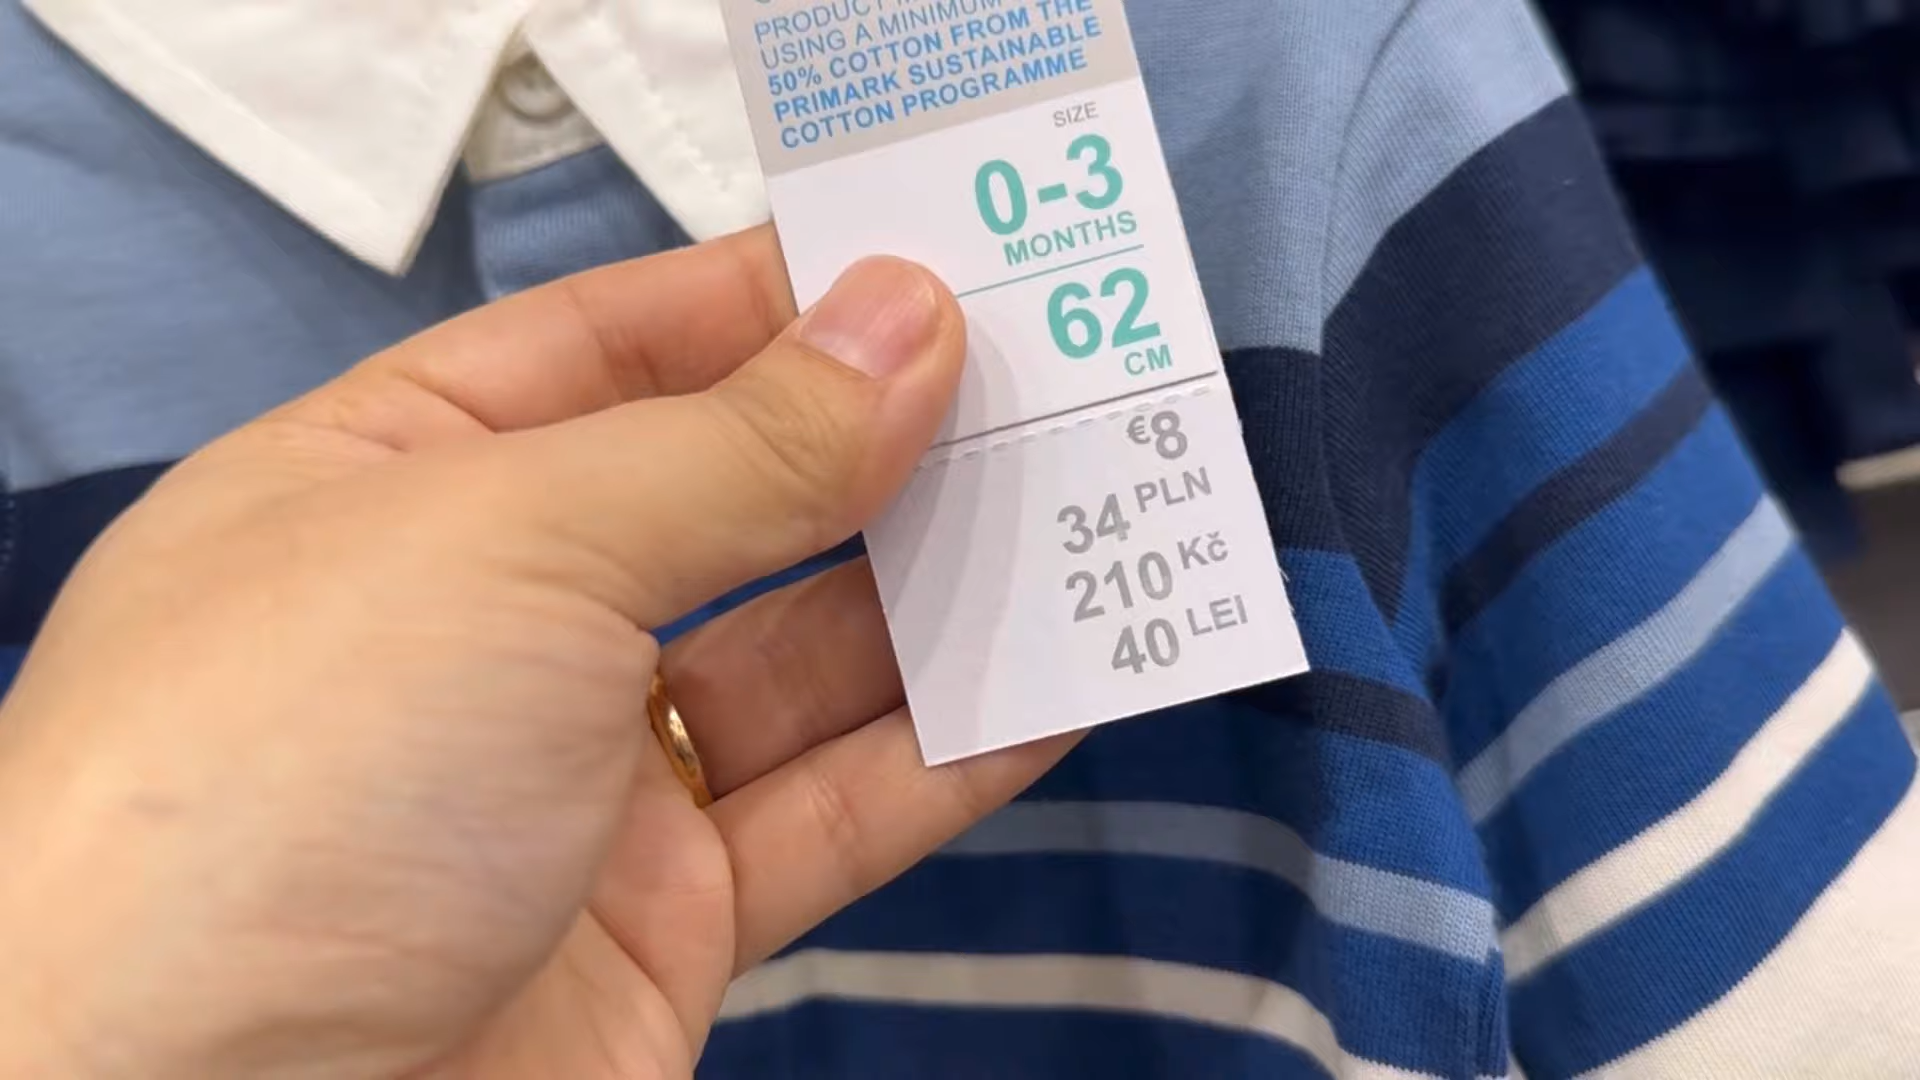 PRODUCT
USING A MINIMUM
50% COTTON FROM THE
PRIMARK SUSTAINABLE
COTTON PROGRAMME
SIZE
0-3
MONTHS
62
CM
€8
34 PLN
210 Kč
40 LEI